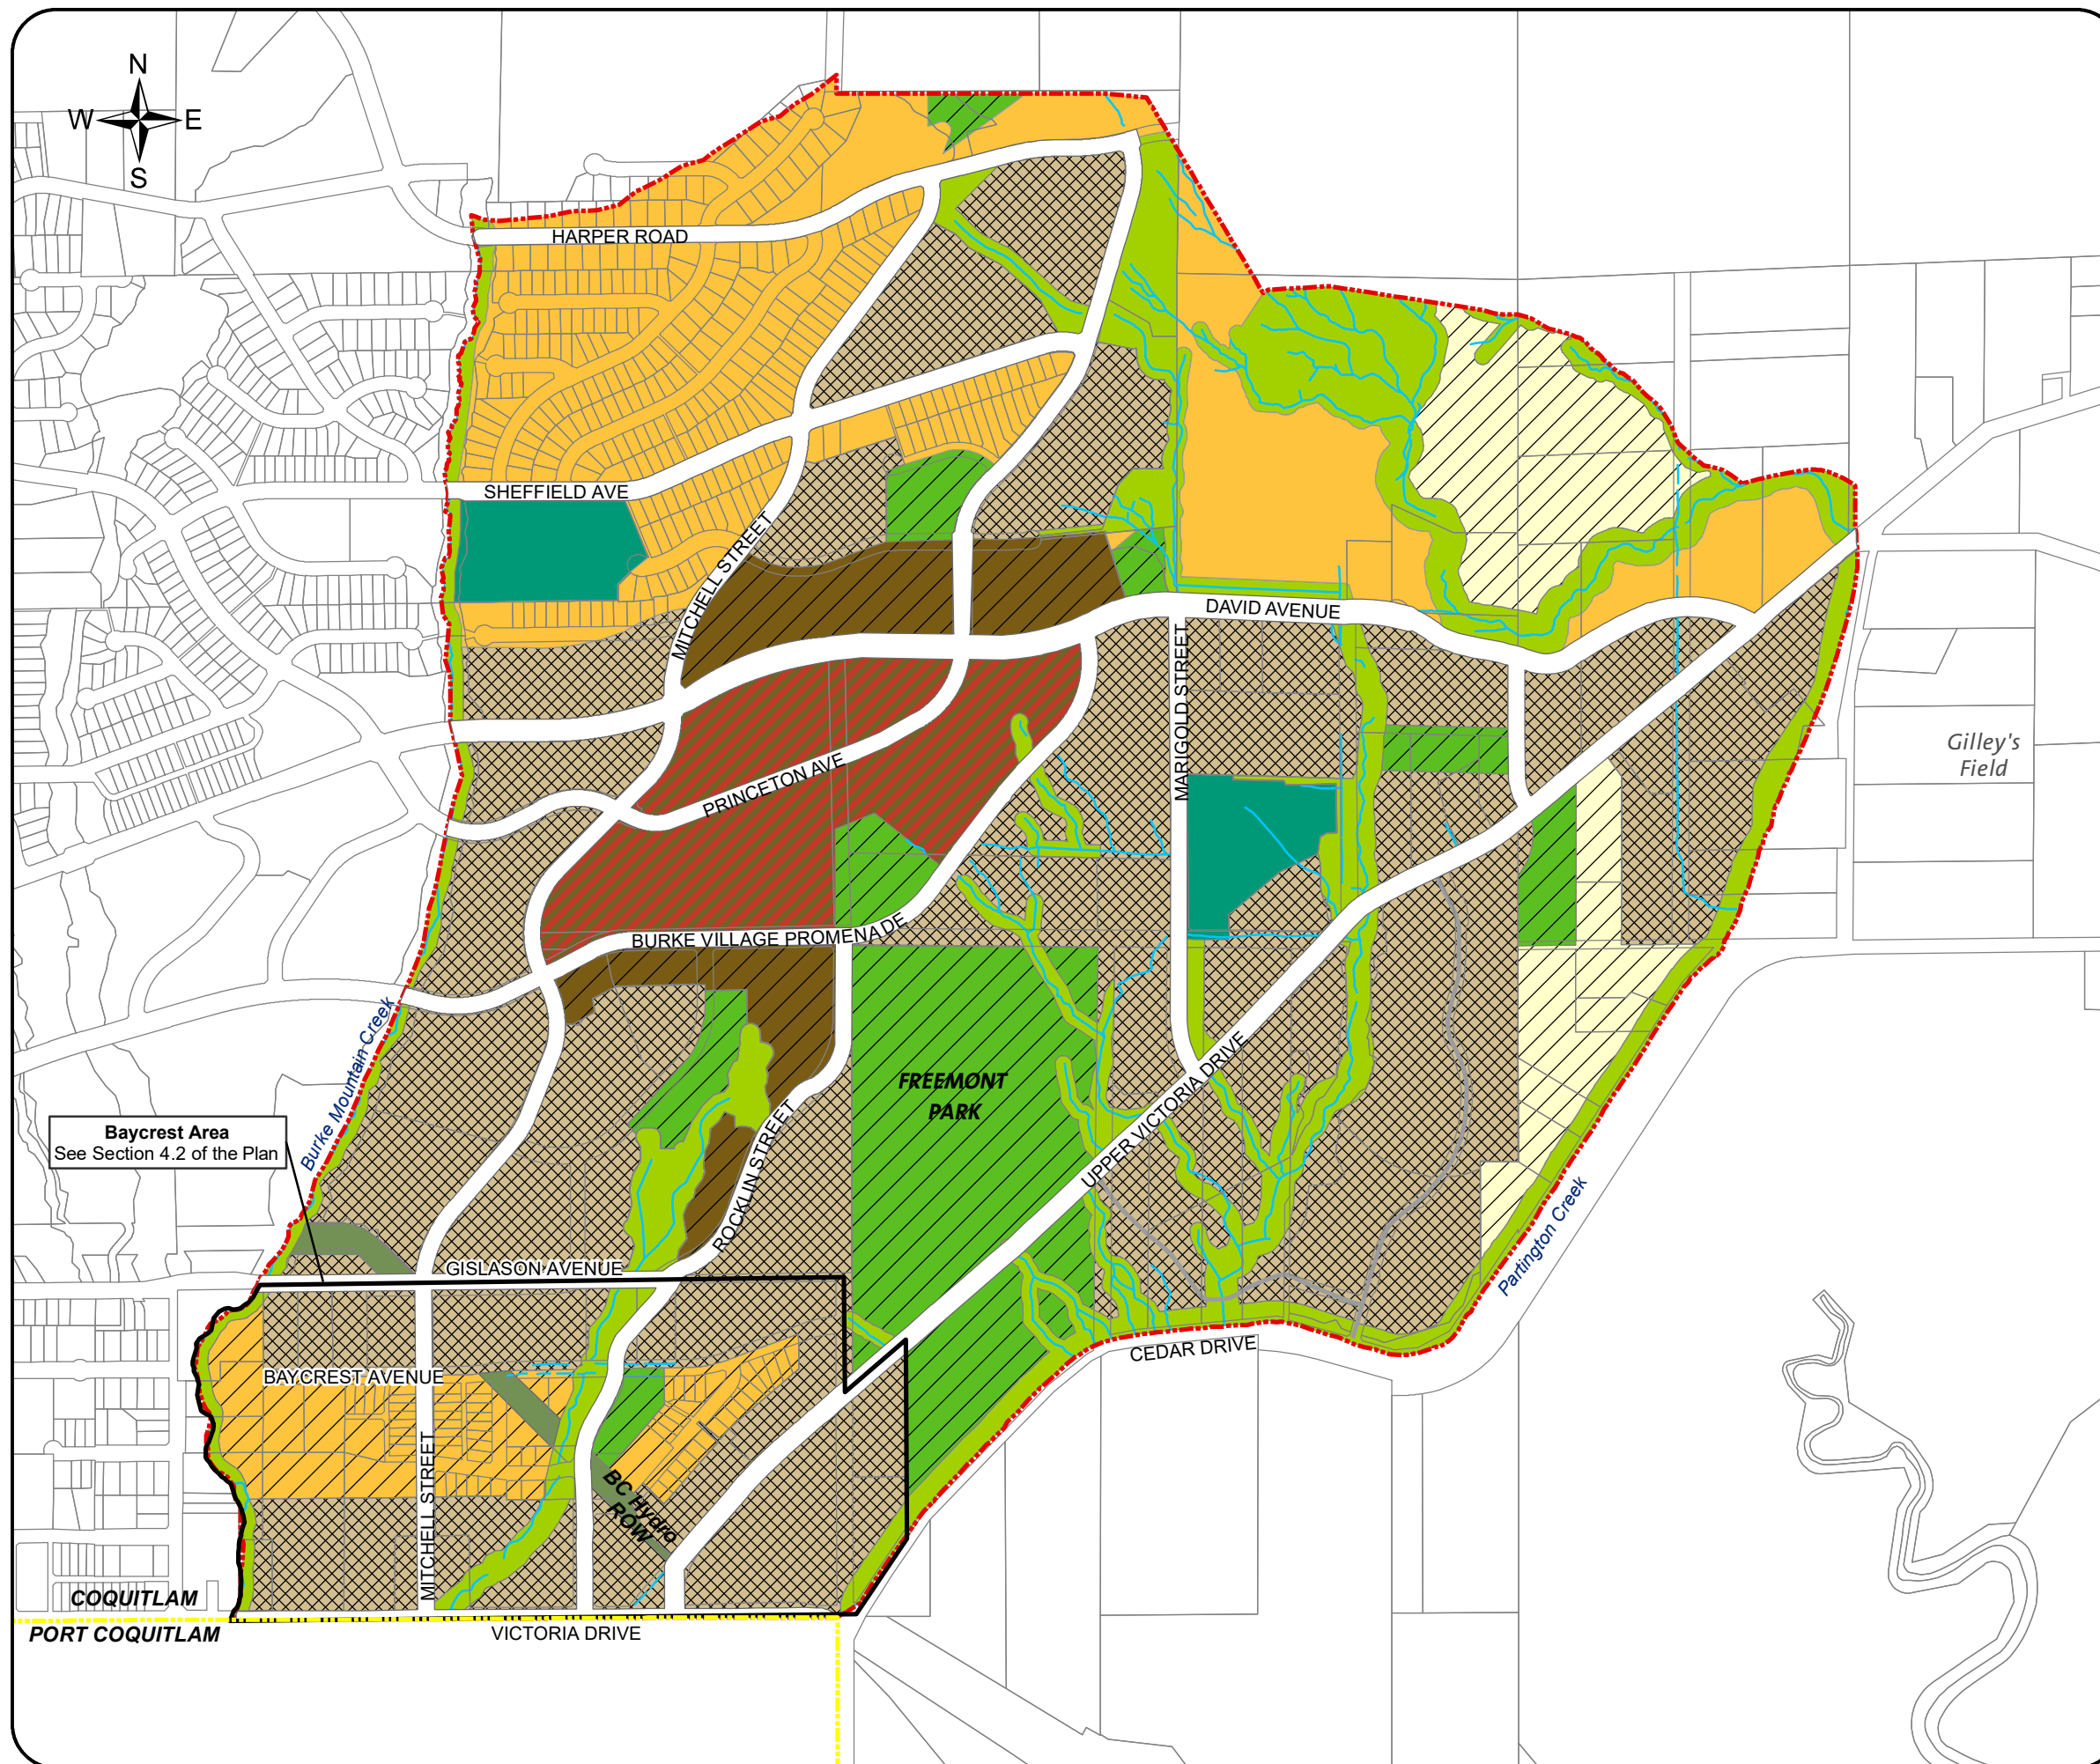 N
W E
S
HARPER ROAD
SHEFFIELD AVE
MITCHELL STREET
DAVID AVENUE
MARIGOLD STREET
Gilley's
Field
PRINCETON AVE
BURKE VILLAGE PROMENADE
Burke Mountain Creek
FREEMONT
PARK
UPPER VICTORIA DRIVE
Baycrest Area
See Section 4.2 of the Plan
ROCKLIN STREET
Partington Creek
GISLASON AVENUE
CEDAR DRIVE
BAYCREST AVENUE
MITCHELL STREET
BC Hydro
ROW
COQUITLAM
PORT COQUITLAM
VICTORIA DRIVE